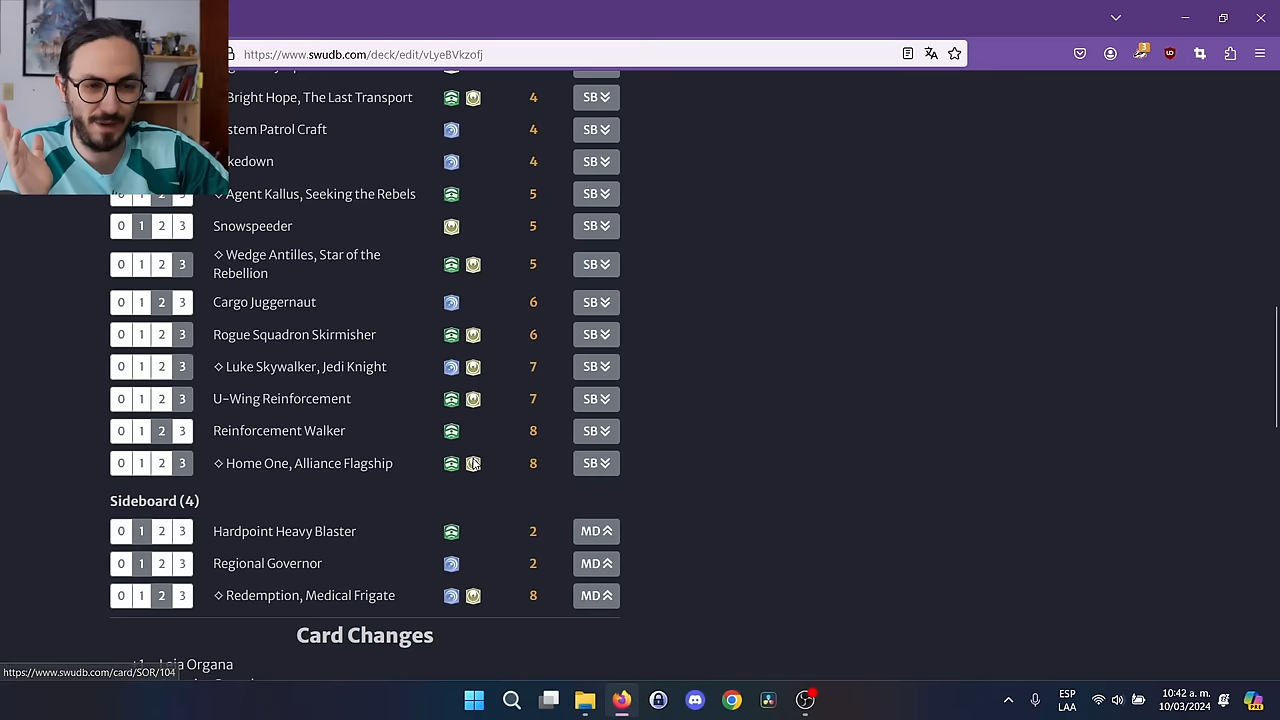 https://www.swudb.com/deck/edit/vLyeBVkzofj
3
Bright Hope, The Last Transport 4 SB
stem Patrol Craft 4 SB
kedown 4 SB
◇ Agent Kallus, Seeking the Rebels 5 SB
0 1 2 3 Snowspeeder 5 SB
0 1 2 3 ◇ Wedge Antilles, Star of the Rebellion 5 SB
0 1 2 3 Cargo Juggernaut 6 SB
0 1 2 3 Rogue Squadron Skirmisher 6 SB
0 1 2 3 ◇ Luke Skywalker, Jedi Knight 7 SB
0 1 2 3 U-Wing Reinforcement 7 SB
0 1 2 3 Reinforcement Walker 8 SB
0 1 2 3 ◇ Home One, Alliance Flagship 8 SB
Sideboard (4)
0 1 2 3 Hardpoint Heavy Blaster 2 MD
0 1 2 3 Regional Governor 2 MD
0 1 2 3 ◇ Redemption, Medical Frigate 8 MD
Card Changes
+1 Leia Organa
https://www.swudb.com/card/SOR/104
ESP
LAA
10:42 a. m.
10/03/2024